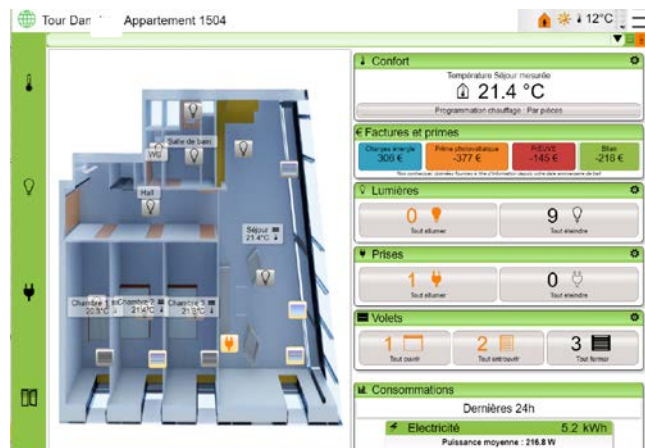 Tour Dan Appartement 1504
12°C
Confort
Température Séjour mesurée
21.4 °C
Programmation chauffage : Par pièces
€ Factures et primes
Charges énergie
306 €
Prime photovoltaïque
-377 €
-145 €
Bilan
-216 €
Lumières
0
Tout allumer
9
Tout éteindre
Prises
1
Tout allumer
0
Tout éteindre
Volets
1
Tout ouvrir
2
Tout entrouvrir
3
Tout fermer
Consommations
Dernières 24h
Electricité 5.2 kWh
Puissance moyenne : 216.8 W
Salle de bain
WC
Hall
Séjour
21.4°C
Chambre 1
Chambre 2
21.4°C
Chambre 3